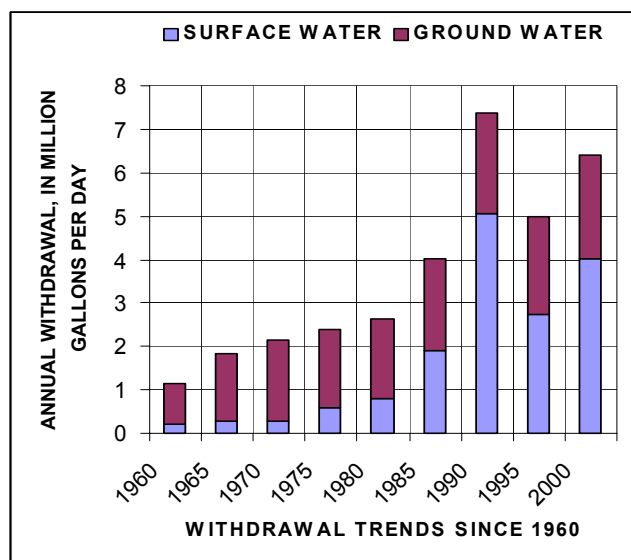 SURFACE WATER GROUND WATER
ANNUAL WITHDRAWAL, IN MILLION
GALLONS PER DAY
8
7
6
5
4
3
2
1
0
1960 1965 1970 1975 1980 1985 1990 1995 2000
WITHDRAWAL TRENDS SINCE 1960